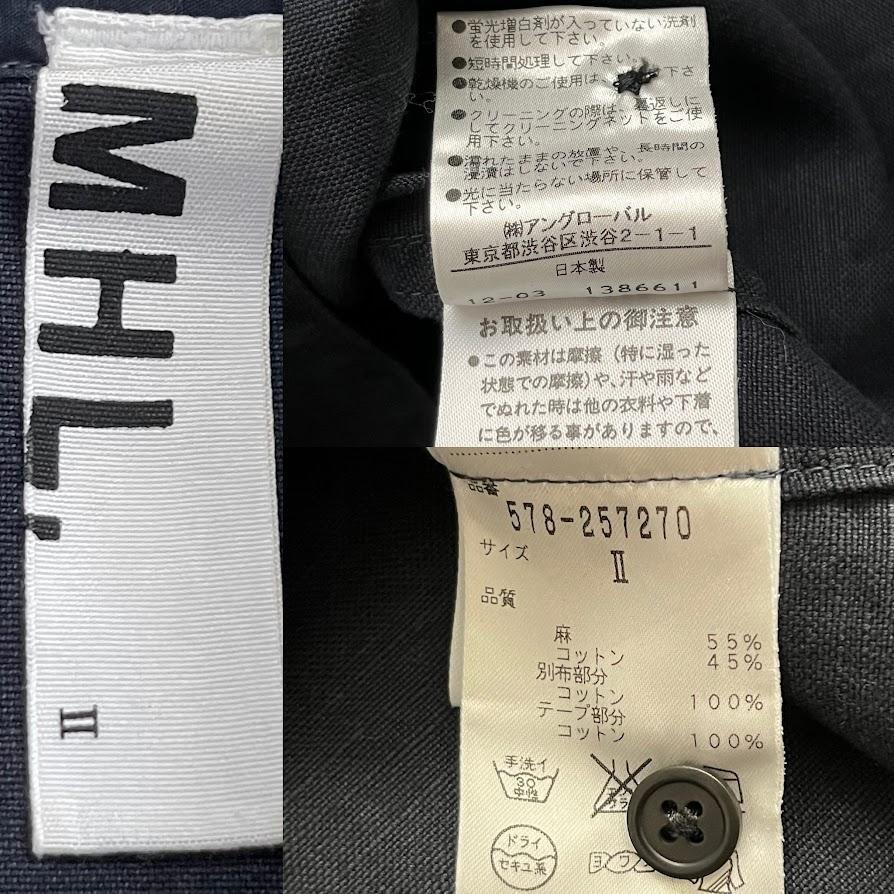 MHL.
II
●蛍光増白剤が入っていない洗剤
を使用して下さい。
●短時間処理して下さい。
●乾燥機のご使用は、 下さ
い。
●クリーニングの際は、裏返しに
してクリーニングネットをご使
用下さい。
●濡れたままの放置や、長時間の
浸漬はしないで下さい。
●光に当たらない場所に保管して
下さい。
㈱アングローバル
東京都渋谷区渋谷2-1-1
日本製
12-03 1386611
お取扱い上の御注意
●この素材は摩擦(特に湿った
状態での摩擦)や、汗や雨など
でぬれた時は他の衣料や下着
に色が移る事がありますので、
品番
578-257270
サイズ
II
品質
麻 55%
コットン 45%
別布部分
コットン 100%
テープ部分
コットン 100%
手洗イ
30
中性
ドライ
セキユ系
ヨワク